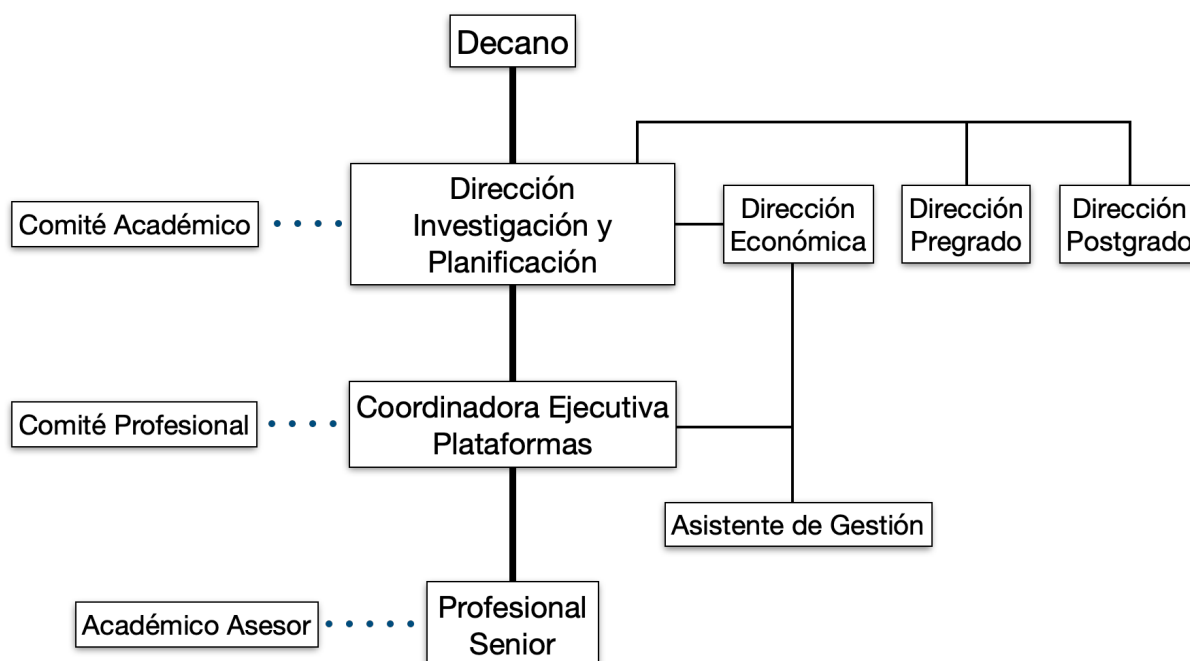 Decano
Dirección
Investigación y
Planificación
Comité Académico
Dirección
Económica
Dirección
Pregrado
Dirección
Postgrado
Coordinadora Ejecutiva
Plataformas
Comité Profesional
Asistente de Gestión
Profesional
Senior
Académico Asesor